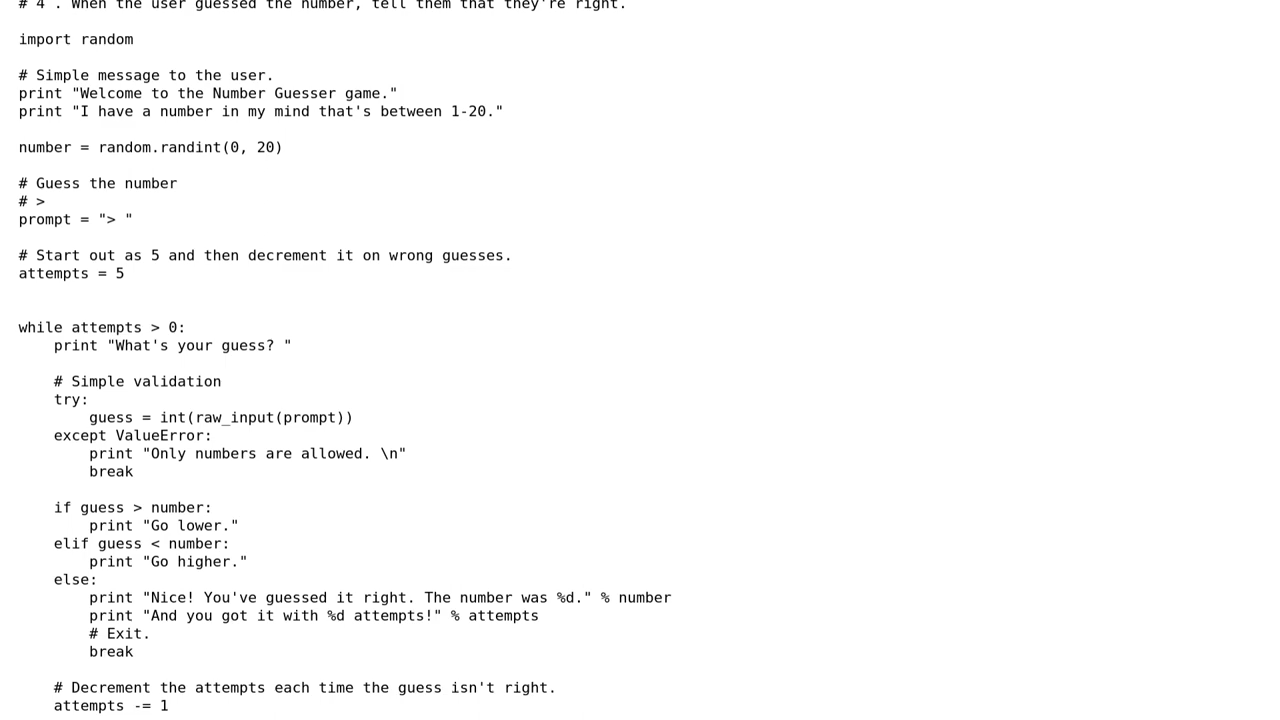 # 4 . When the user guessed the number, tell them that they're right.
import random
# Simple message to the user.
print "Welcome to the Number Guesser game."
print "I have a number in my mind that's between 1-20."
number = random.randint(0, 20)
# Guess the number
# >
prompt = "> "
# Start out as 5 and then decrement it on wrong guesses.
attempts = 5
while attempts > 0:
    print "What's your guess? "
    # Simple validation
    try:
        guess = int(raw_input(prompt))
    except ValueError:
        print "Only numbers are allowed. \n"
        break
    if guess > number:
        print "Go lower."
    elif guess < number:
        print "Go higher."
    else:
        print "Nice! You've guessed it right. The number was %d." % number
        print "And you got it with %d attempts!" % attempts
        # Exit.
        break
    # Decrement the attempts each time the guess isn't right.
    attempts -= 1